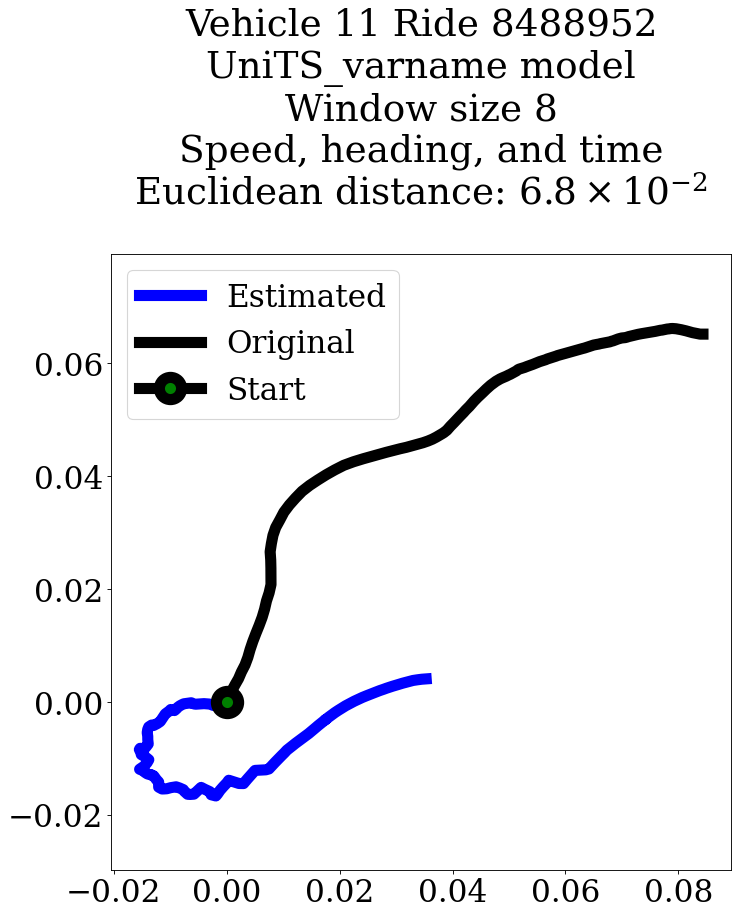 Vehicle 11 Ride 8488952
UniTS_varname model
Window size 8
Speed, heading, and time
Euclidean distance: 6.8 × 10⁻²
Estimated
Original
Start
0.06
0.04
0.02
0.00
−0.02
−0.02 0.00 0.02 0.04 0.06 0.08